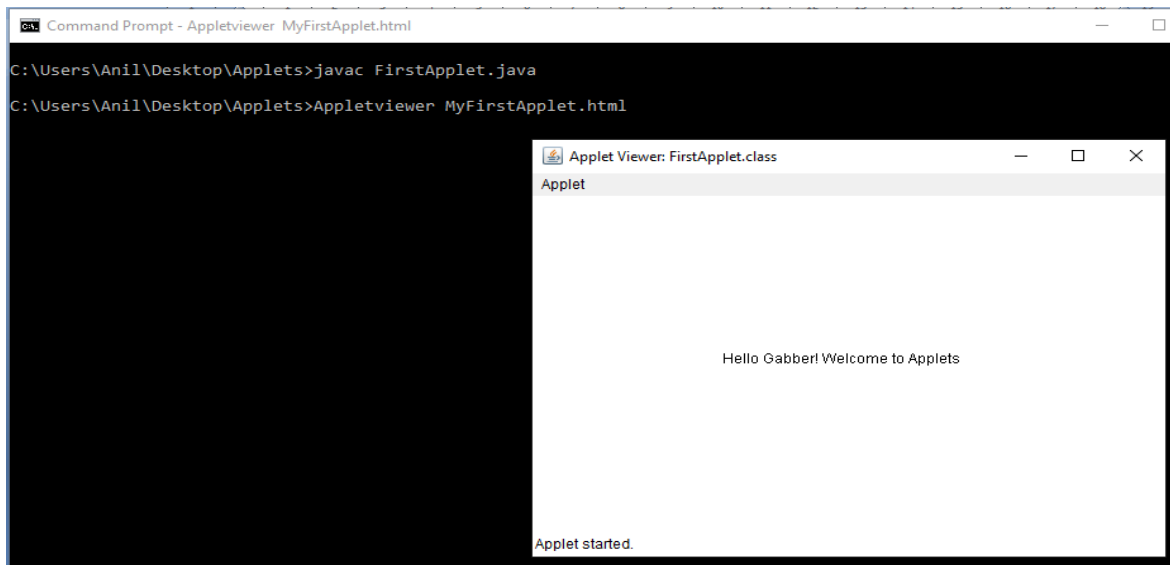 Command Prompt - Appletviewer MyFirstApplet.html
C:\Users\Anil\Desktop\Applets>javac FirstApplet.java
C:\Users\Anil\Desktop\Applets>Appletviewer MyFirstApplet.html
Applet Viewer: FirstApplet.class
Applet
Hello Gabber! Welcome to Applets
Applet started.